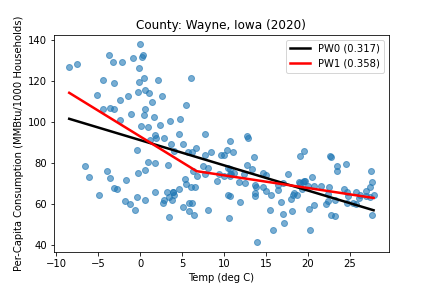 County: Wayne, Iowa (2020)
Per-Capita Consumption (MMBtu/1000 Households)
140
120
100
80
60
40
PW0 (0.317)
PW1 (0.358)
−10 −5 0 5 10 15 20 25
Temp (deg C)